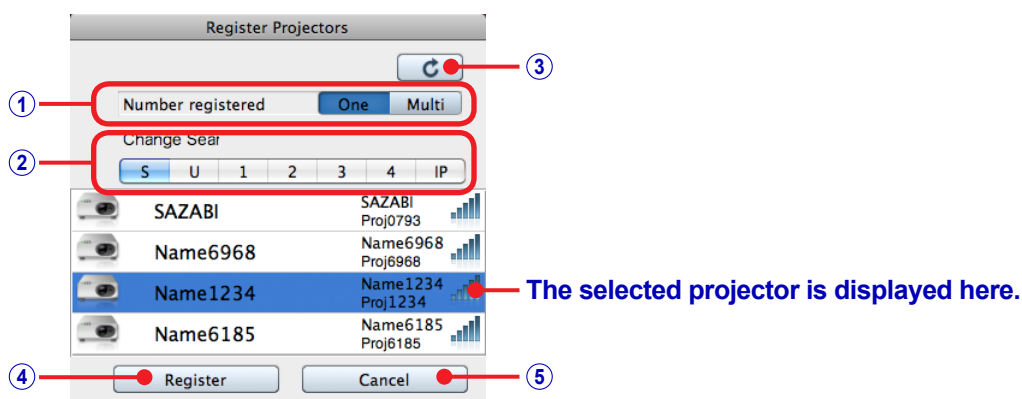 Register Projectors
3
1
Number registered One Multi
Change Sear
2
S U 1 2 3 4 IP
SAZABI SAZABI
Proj0793
Name6968 Name6968
Proj6968
Name1234 Name1234
Proj1234
The selected projector is displayed here.
Name6185 Name6185
Proj6185
4 Register Cancel 5